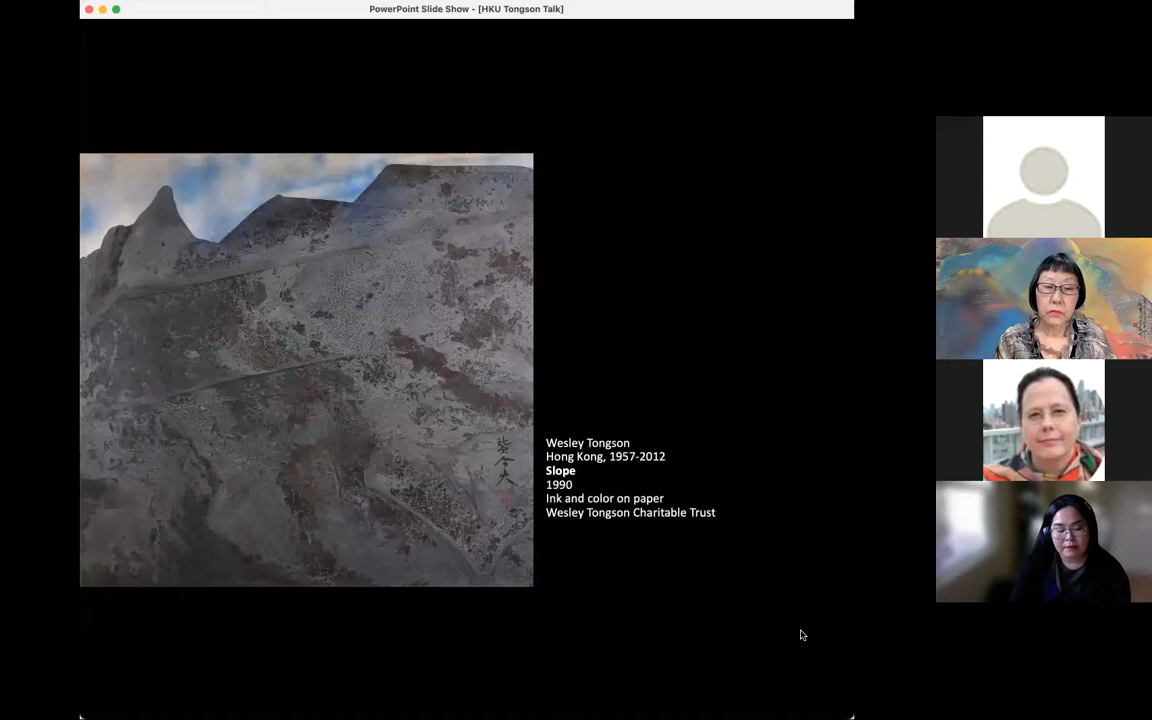 PowerPoint Slide Show - [HKU Tongson Talk]
Wesley Tongson
Hong Kong, 1957-2012
Slope
1990
Ink and color on paper
Wesley Tongson Charitable Trust